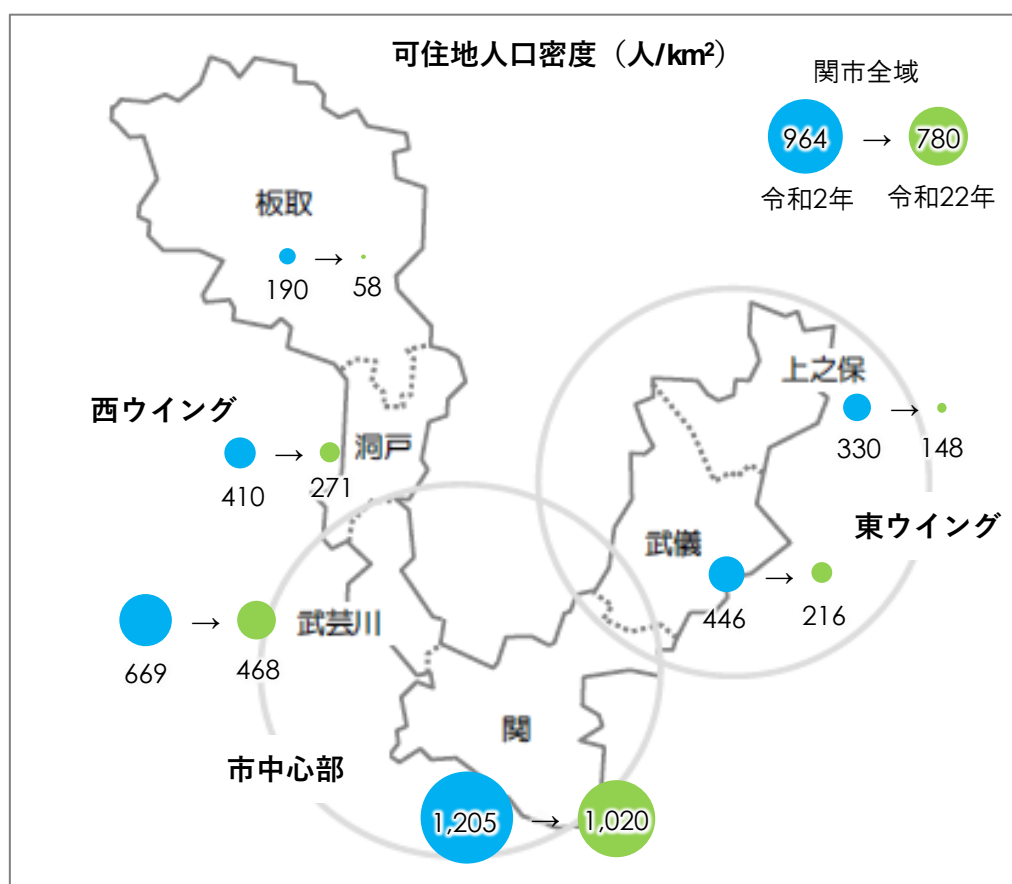 可住地人口密度（人/km²）
関市全域
964 → 780
令和2年 令和22年
板取
→
190 58
上之保
→
330 148
西ウイング
→
410 271
洞戸
東ウイング
武儀
→
446 216
→
669 468
武芸川
関
市中心部
1,205 → 1,020